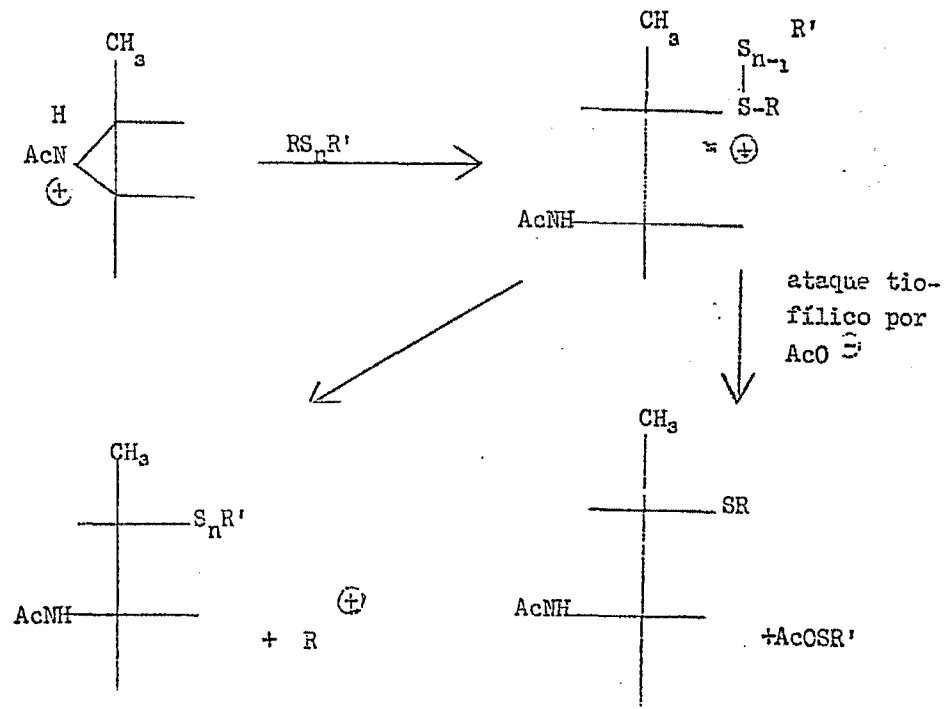 CH3
H
AcN
⊕
RSnR'
CH3
R'
Sn-1
S-R
≈ ⊕
AcNH
ataque tio-
fílico por
AcO ⊖
CH3
SnR'
AcNH
+ R ⊕
CH3
SR
AcNH
+AcOSR'